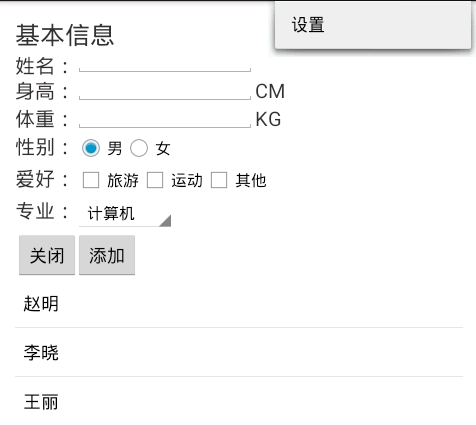 设置
基本信息
姓名：
身高： CM
体重： KG
性别： 男 女
爱好： 旅游 运动 其他
专业： 计算机
关闭 添加
赵明
李晓
王丽